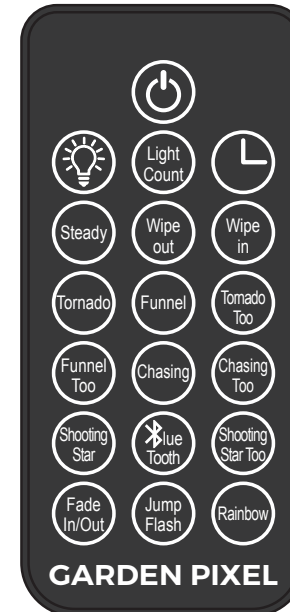 Light
Count
Steady
Wipe
out
Wipe
in
Tornado
Funnel
Tornado
Too
Funnel
Too
Chasing
Chasing
Too
Shooting
Star
Blue
Tooth
Shooting
Star Too
Fade
In/Out
Jump
Flash
Rainbow
GARDEN PIXEL